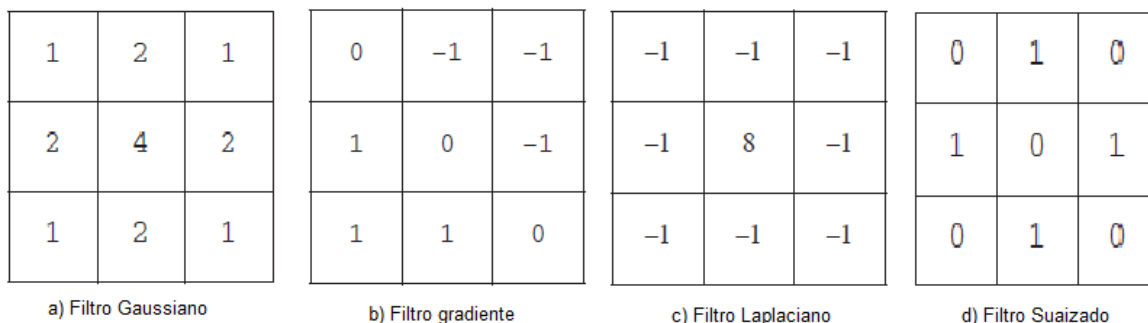 1 2 1 0 −1 −1 −1 −1 −1 0 1 0
2 4 2 1 0 −1 −1 8 −1 1 0 1
1 2 1 1 1 0 −1 −1 −1 0 1 0
a) Filtro Gaussiano b) Filtro gradiente c) Filtro Laplaciano d) Filtro Suaizado